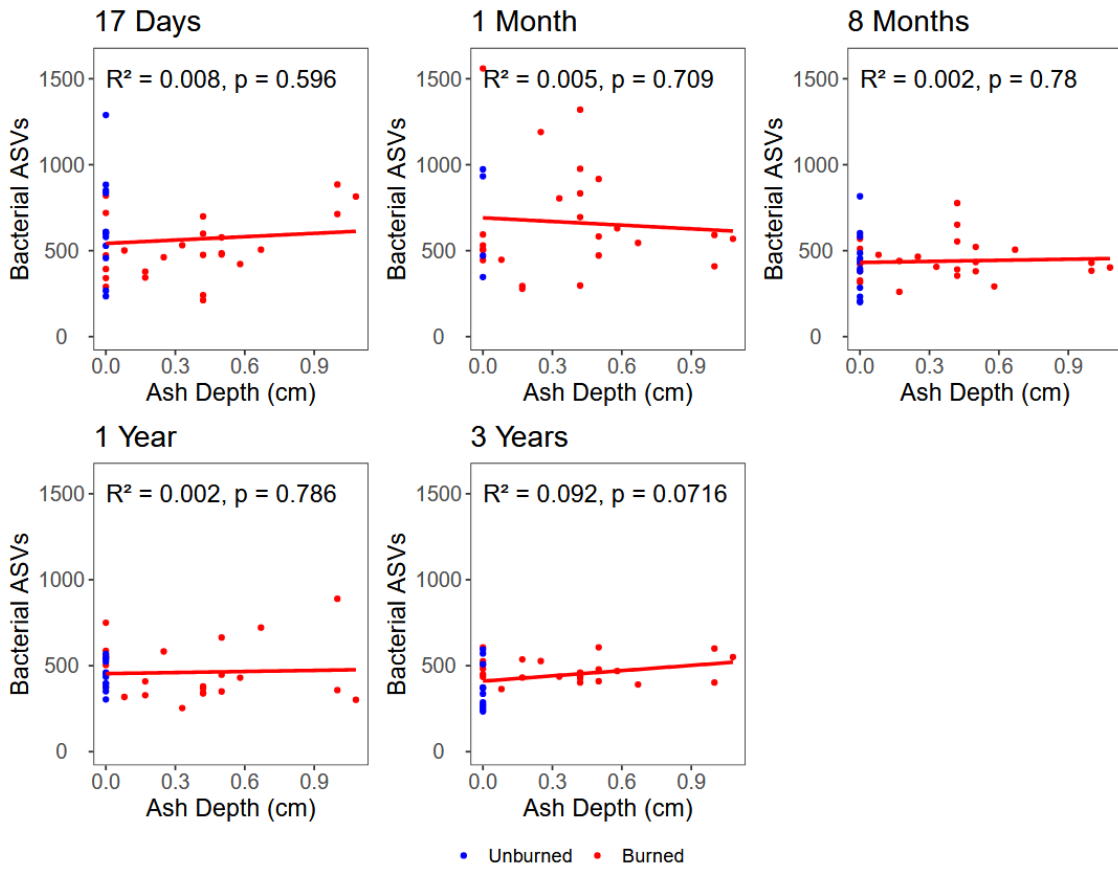 17 Days
R² = 0.008, p = 0.596
Bacterial ASVs
1500
1000
500
0
0.0 0.3 0.6 0.9
Ash Depth (cm)
1 Month
R² = 0.005, p = 0.709
Bacterial ASVs
1500
1000
500
0
0.0 0.3 0.6 0.9
Ash Depth (cm)
8 Months
R² = 0.002, p = 0.78
Bacterial ASVs
1500
1000
500
0
0.0 0.3 0.6 0.9
Ash Depth (cm)
1 Year
R² = 0.002, p = 0.786
Bacterial ASVs
1500
1000
500
0
0.0 0.3 0.6 0.9
Ash Depth (cm)
3 Years
R² = 0.092, p = 0.0716
Bacterial ASVs
1500
1000
500
0
0.0 0.3 0.6 0.9
Ash Depth (cm)
Unburned Burned